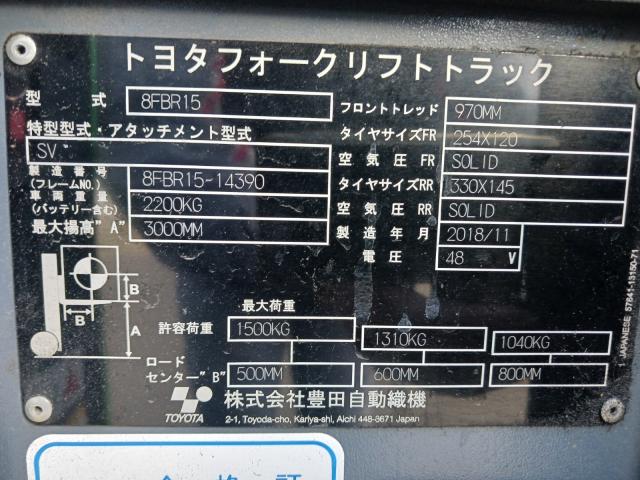 トヨタフォークリフトトラック
型 式 8FBR15
特型型式・アタッチメント型式
SV
製造番号 (フレームNO.) 8FBR15-14390
車両重量 (バッテリー含む) 2200KG
最大揚高"A" 3000MM
フロントトレッド 970MM
タイヤサイズFR 254X120
空気圧FR SOLID
タイヤサイズRR 330X145
空気圧RR SOLID
製造年月 2018/11
電圧 48 V
B
B
A
最大荷重
許容荷重 1500KG 1310KG 1040KG
ロードセンター"B" 500MM 600MM 800MM
TOYOTA 株式会社豊田自動織機
2-1, Toyoda-cho, Kariya-shi, Aichi 448-8671 Japan
JAPANESE 57841-13150-71
合格証